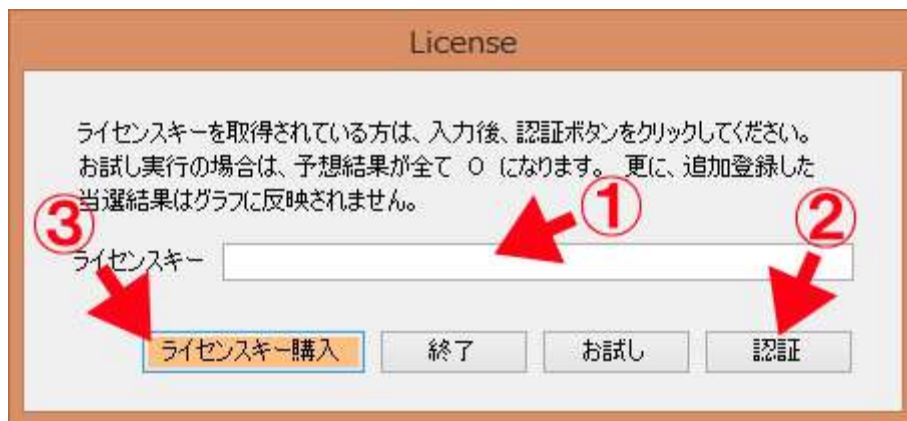 License
ライセンスキーを取得されている方は、入力後、認証ボタンをクリックしてください。
お試し実行の場合は、予想結果が全て 0 になります。 更に、追加登録した
当選結果はグラフに反映されません。
①
②
③
ライセンスキー
ライセンスキー購入 終了 お試し 認証